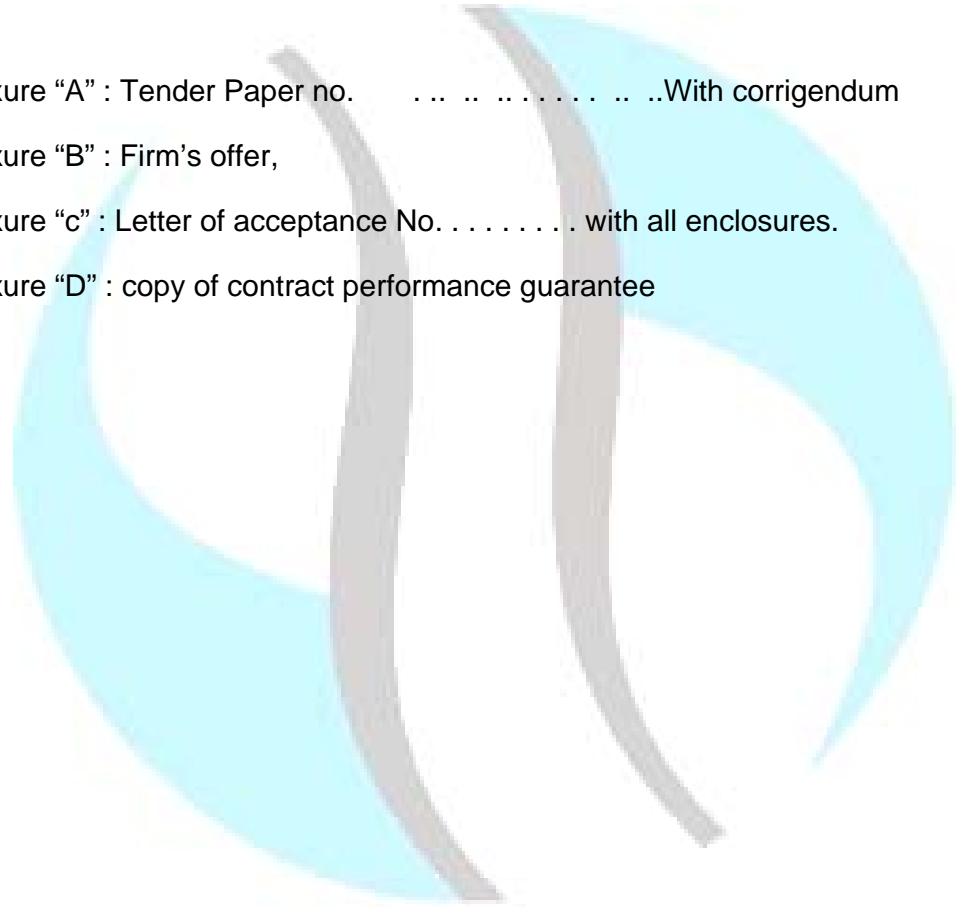 xure “A” : Tender Paper no. . .. .. .. . . . . . .. ..With corrigendum
xure “B” : Firm’s offer,
xure “c” : Letter of acceptance No. . . . . . . . . with all enclosures.
xure “D” : copy of contract performance guarantee